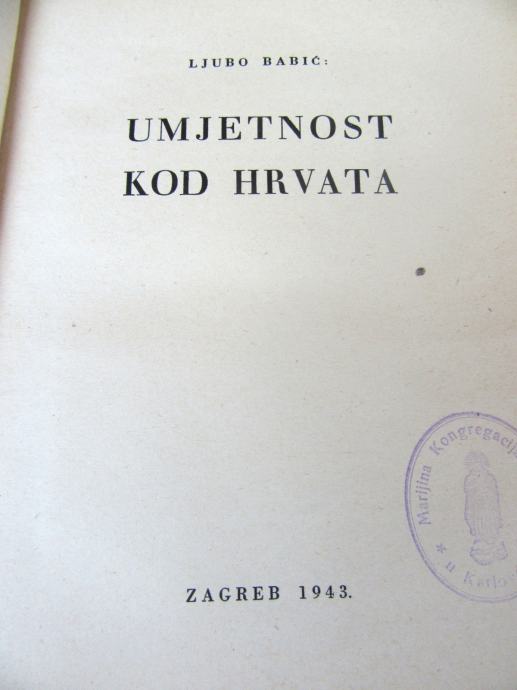 LJUBO BABIĆ:
UMJETNOST
KOD HRVATA
Marijina Kongregacija
* u Karlo
ZAGREB 1943.